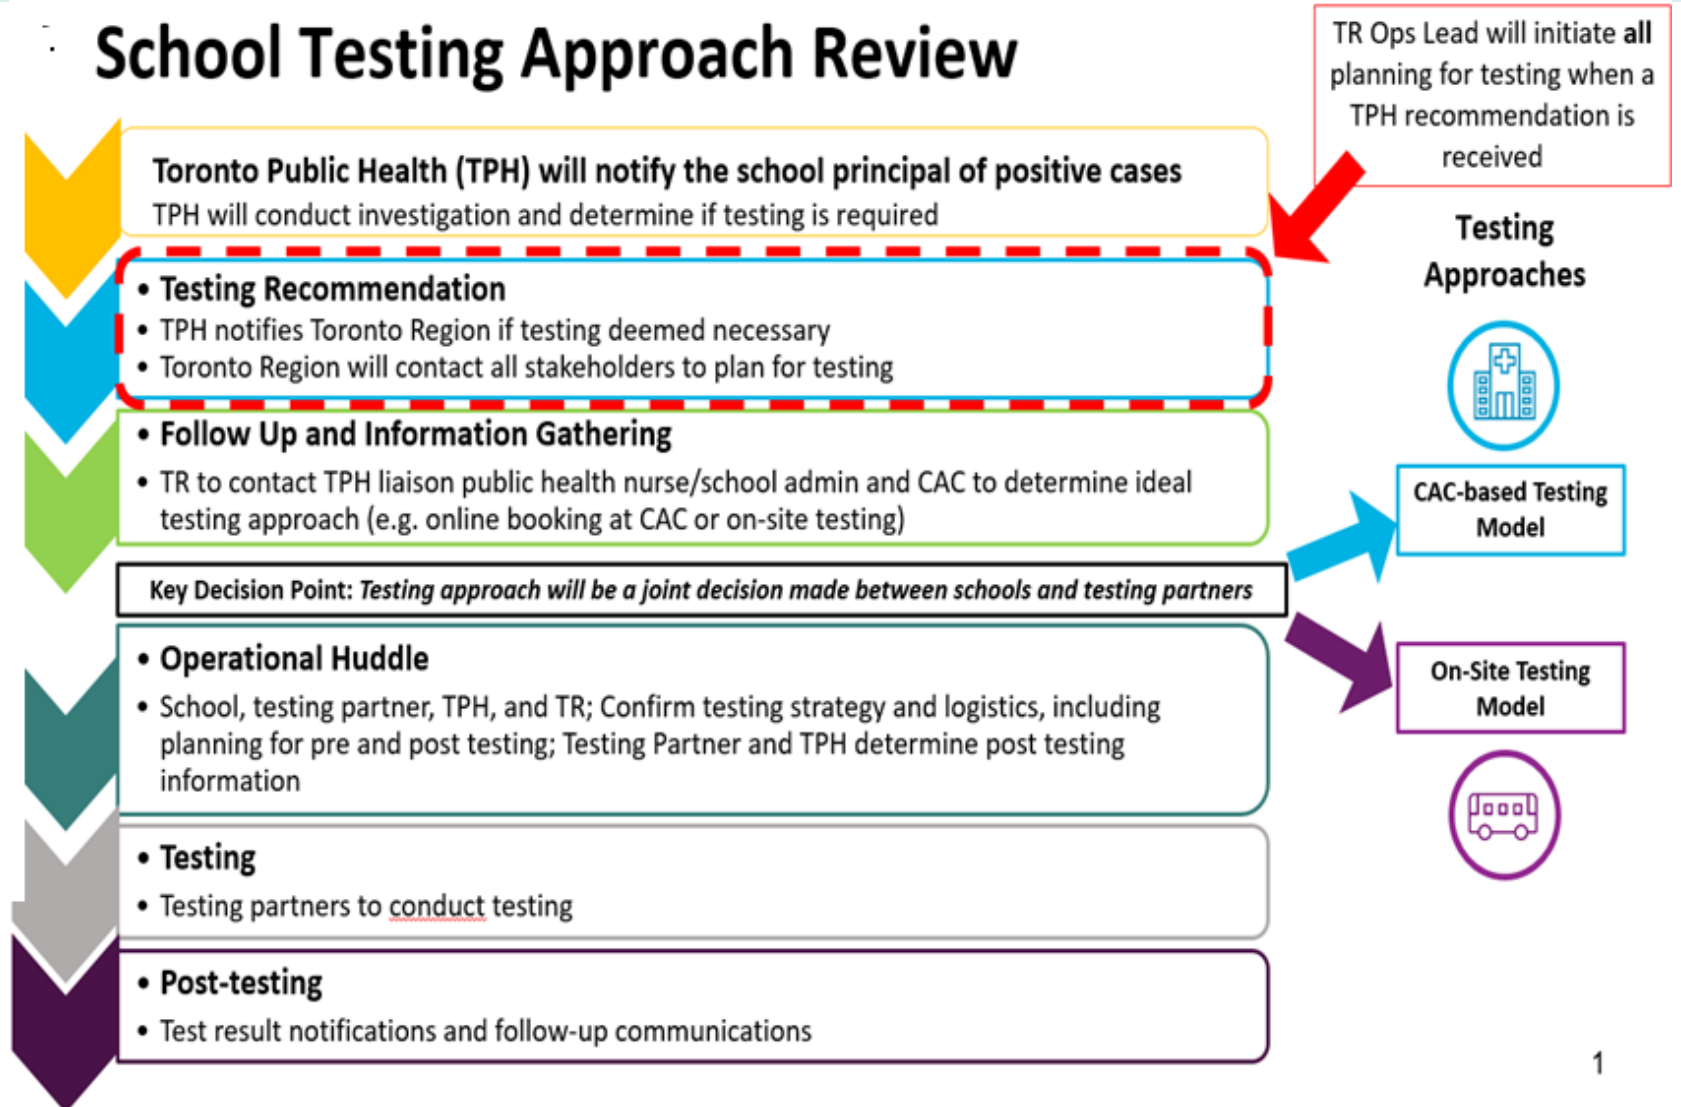 School Testing Approach Review
TR Ops Lead will initiate all
planning for testing when a
TPH recommendation is
received
Toronto Public Health (TPH) will notify the school principal of positive cases
TPH will conduct investigation and determine if testing is required
• Testing Recommendation
• TPH notifies Toronto Region if testing deemed necessary
• Toronto Region will contact all stakeholders to plan for testing
• Follow Up and Information Gathering
• TR to contact TPH liaison public health nurse/school admin and CAC to determine ideal
testing approach (e.g. online booking at CAC or on-site testing)
Key Decision Point: Testing approach will be a joint decision made between schools and testing partners
• Operational Huddle
• School, testing partner, TPH, and TR; Confirm testing strategy and logistics, including
planning for pre and post testing; Testing Partner and TPH determine post testing
information
• Testing
• Testing partners to conduct testing
• Post-testing
• Test result notifications and follow-up communications
Testing
Approaches
CAC-based Testing
Model
On-Site Testing
Model
1